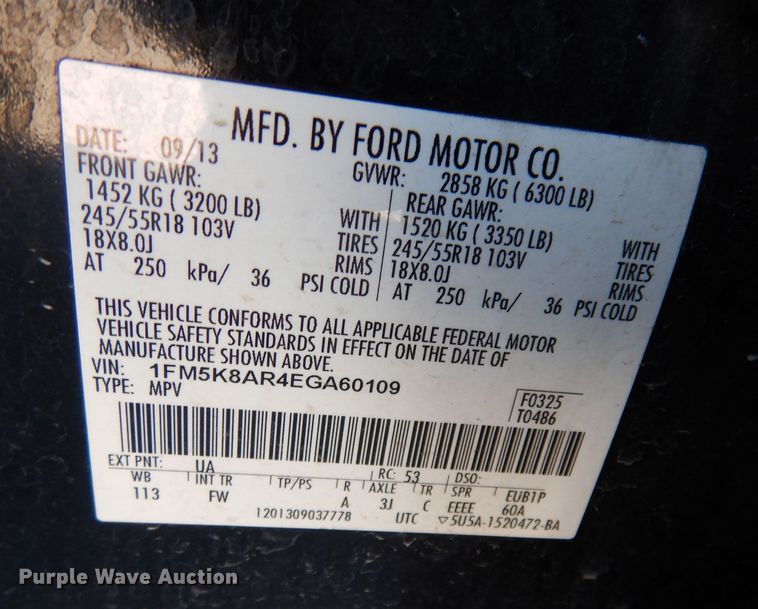 MFD. BY FORD MOTOR CO.
DATE: 09/13
GVWR: 2858 KG ( 6300 LB)
FRONT GAWR:
1452 KG ( 3200 LB)
245/55R18 103V
18X8.0J
AT 250 kPa/ 36 PSI COLD
WITH
TIRES
RIMS
REAR GAWR:
1520 KG ( 3350 LB)
245/55R18 103V
18X8.0J
AT 250 kPa/ 36 PSI COLD
WITH
TIRES
RIMS
THIS VEHICLE CONFORMS TO ALL APPLICABLE FEDERAL MOTOR
VEHICLE SAFETY STANDARDS IN EFFECT ON THE DATE OF
MANUFACTURE SHOWN ABOVE.
VIN: 1FM5K8AR4EGA60109
TYPE: MPV
F0325
T0486
EXT PNT: UA RC: 53 DSO:
WB INT TR TP/PS R AXLE TR SPR EUB1P
113 FW A 3J C EEEE 60A
1201309037778 UTC ▽5U5A-1520472-BA
Purple Wave Auction